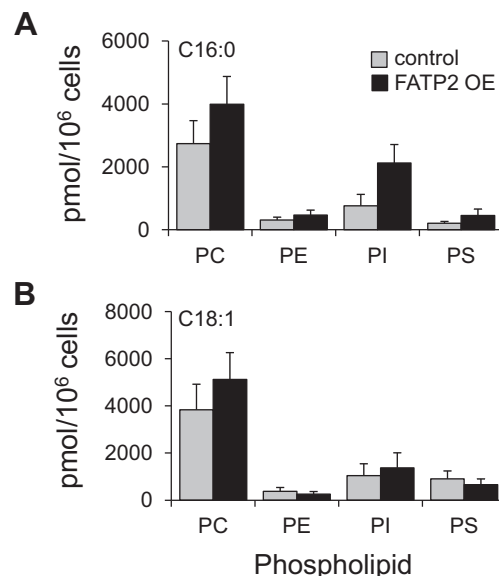 A
6000
C16:0
control
FATP2 OE
4000
2000
0
pmol/10⁶ cells
PC PE PI PS
B
8000
C18:1
6000
4000
2000
0
pmol/10⁶ cells
PC PE PI PS
Phospholipid